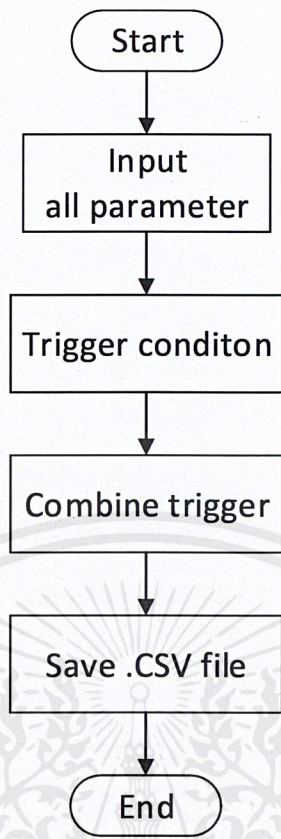 Start
Input
all parameter
Trigger conditon
Combine trigger
Save .CSV file
End